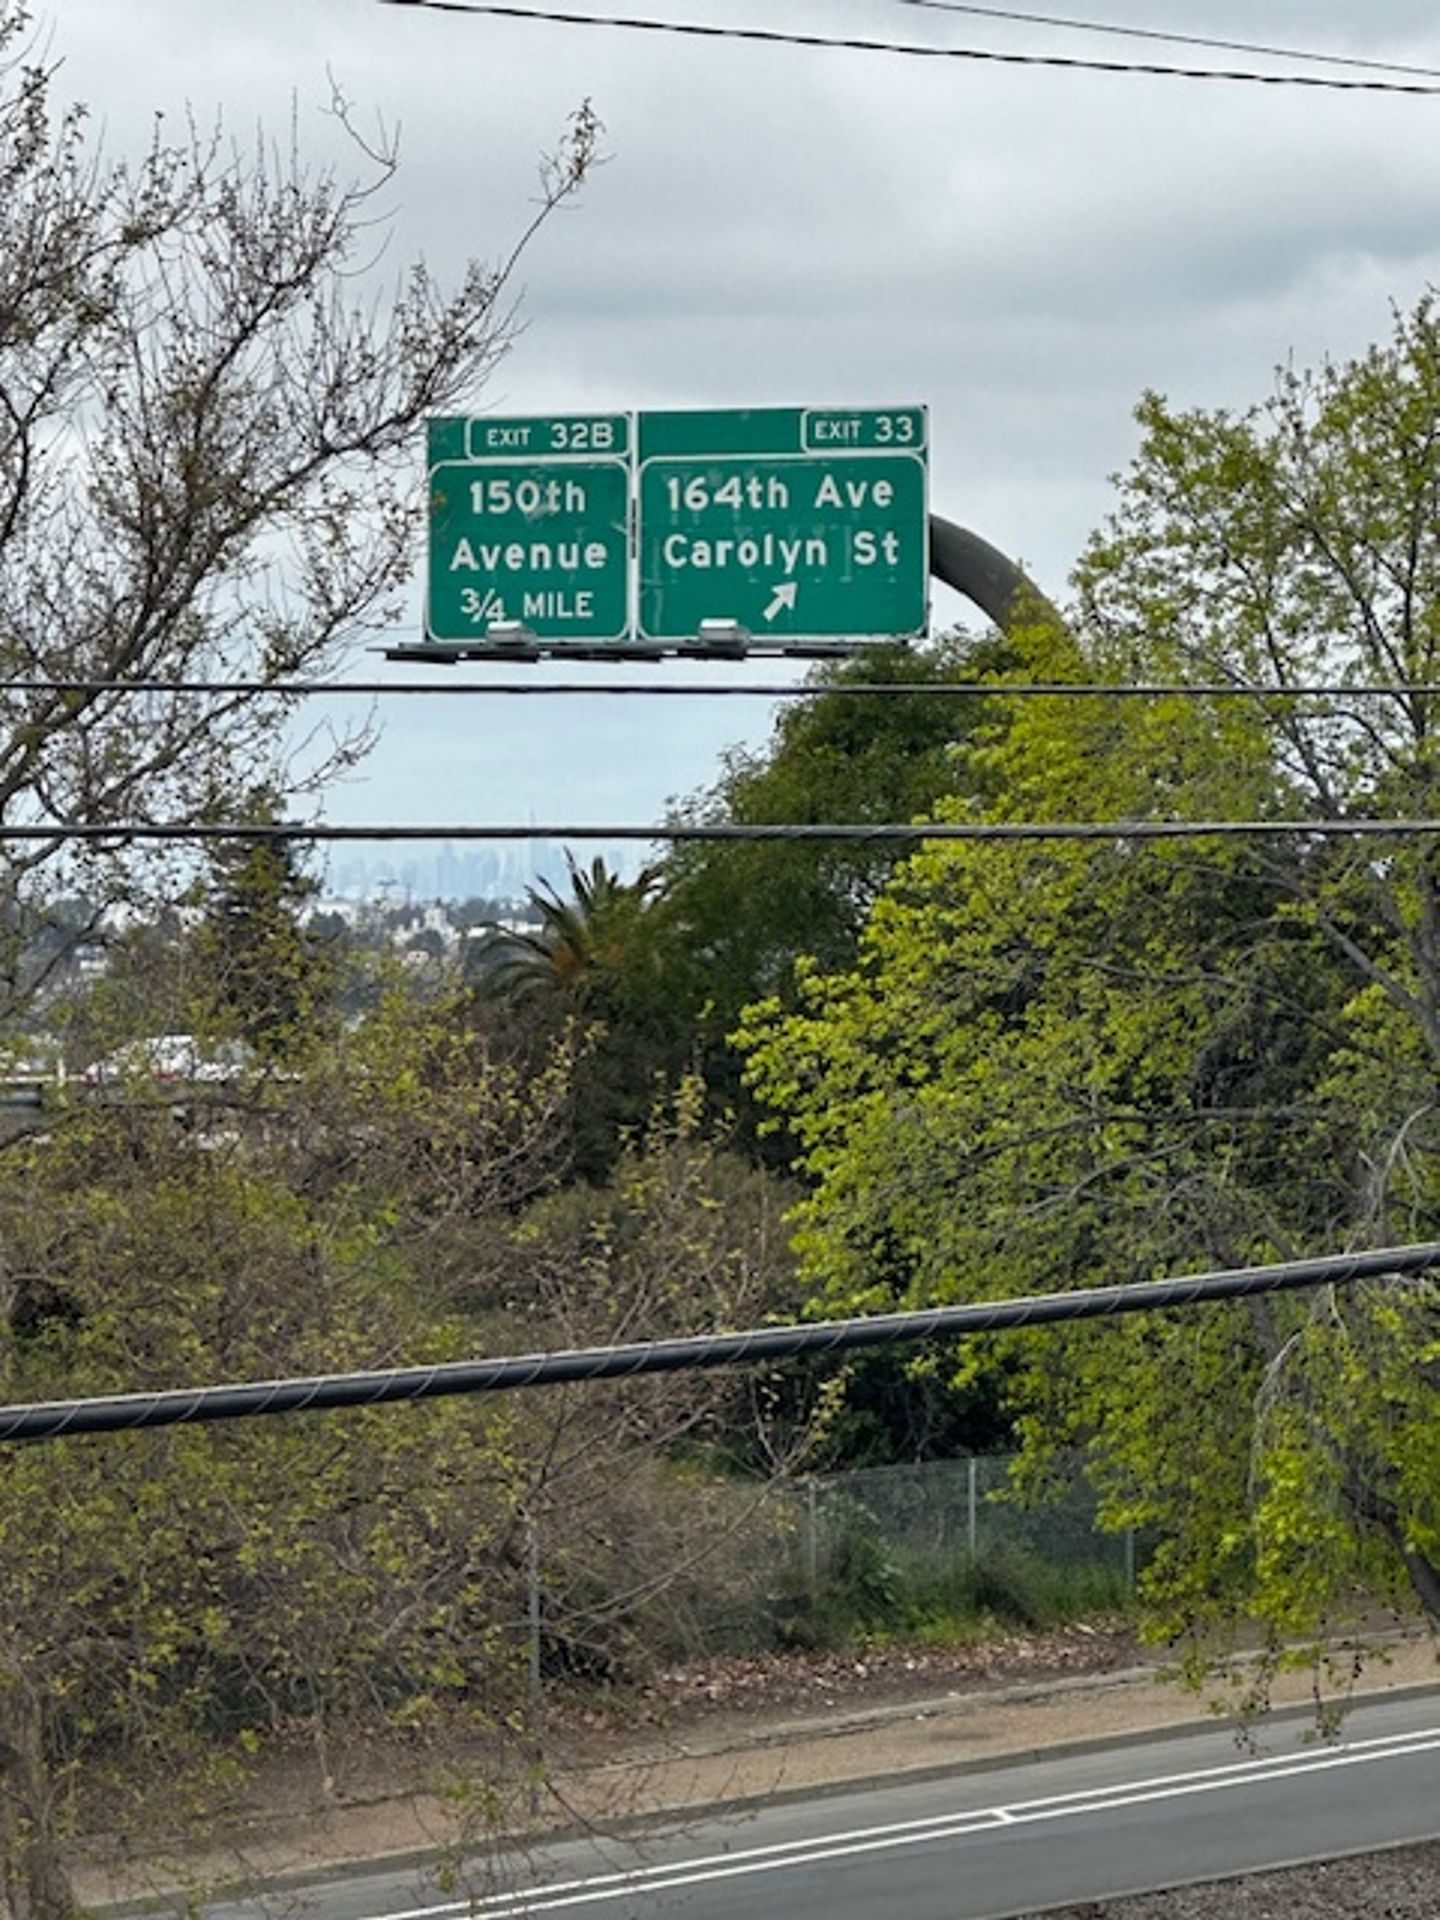 EXIT 32B
150th
Avenue
3/4 MILE
EXIT 33
164th Ave
Carolyn St